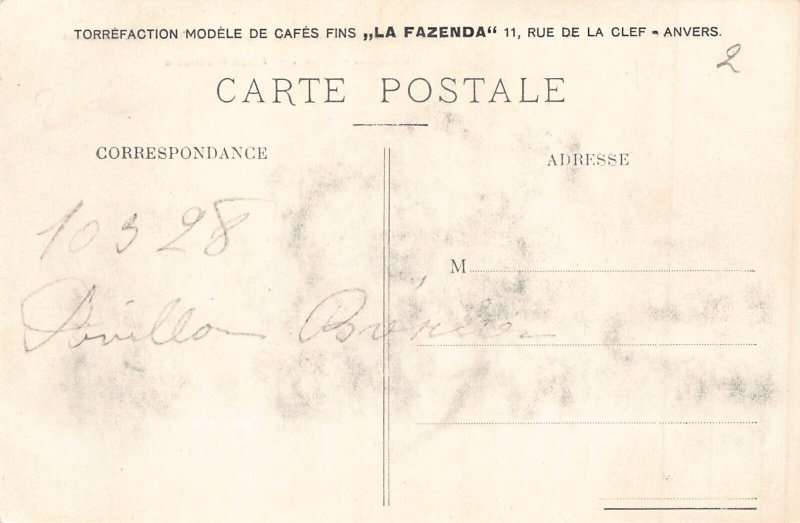 TORRÉFACTION MODÈLE DE CAFÉS FINS „LA FAZENDA“ 11, RUE DE LA CLEF - ANVERS.
2
CARTE POSTALE
CORRESPONDANCE
ADRESSE
10328
M
Pavillon